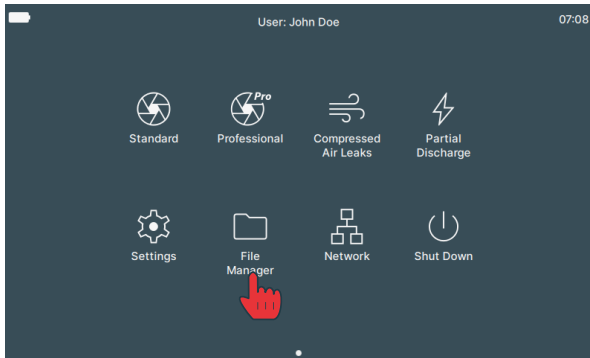 User: John Doe
07:08
Pro
Standard
Professional
Compressed
Air Leaks
Partial
Discharge
Settings
File
Manager
Network
Shut Down